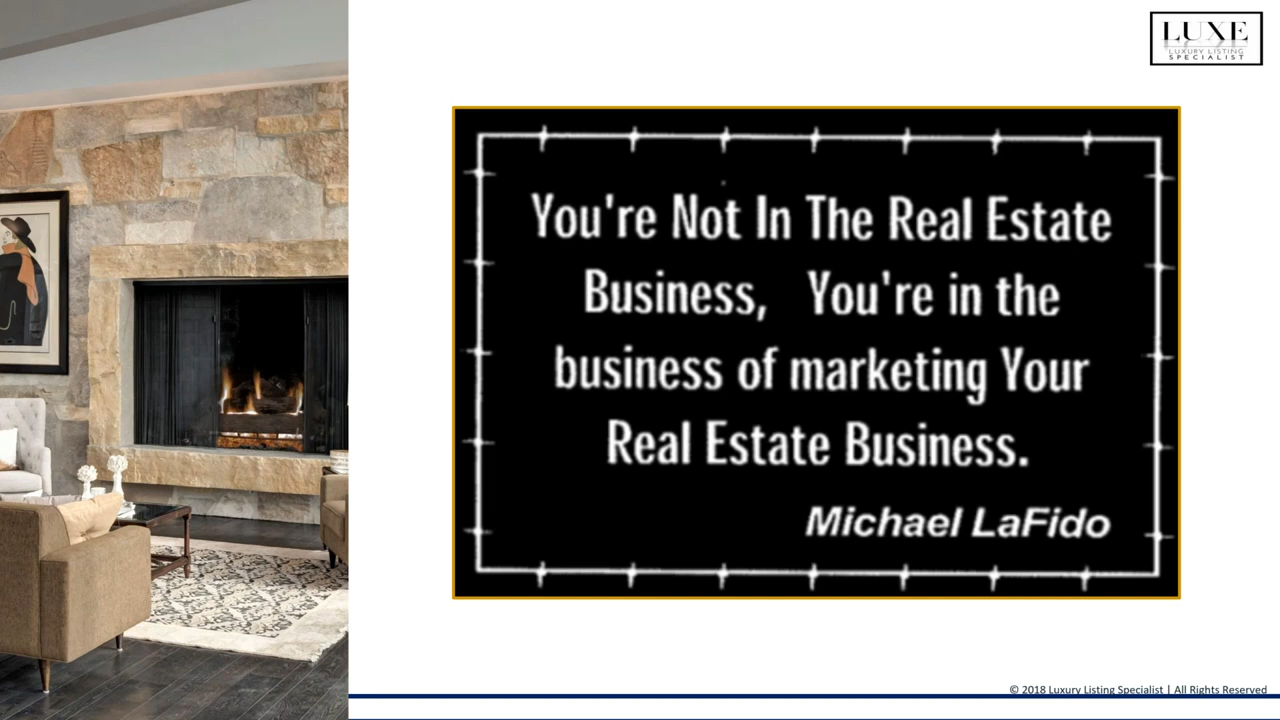 LUXE
LUXURY LISTING
SPECIALIST
You're Not In The Real Estate
Business, You're in the
business of marketing Your
Real Estate Business.
Michael LaFido
© 2018 Luxury Listing Specialist | All Rights Reserved